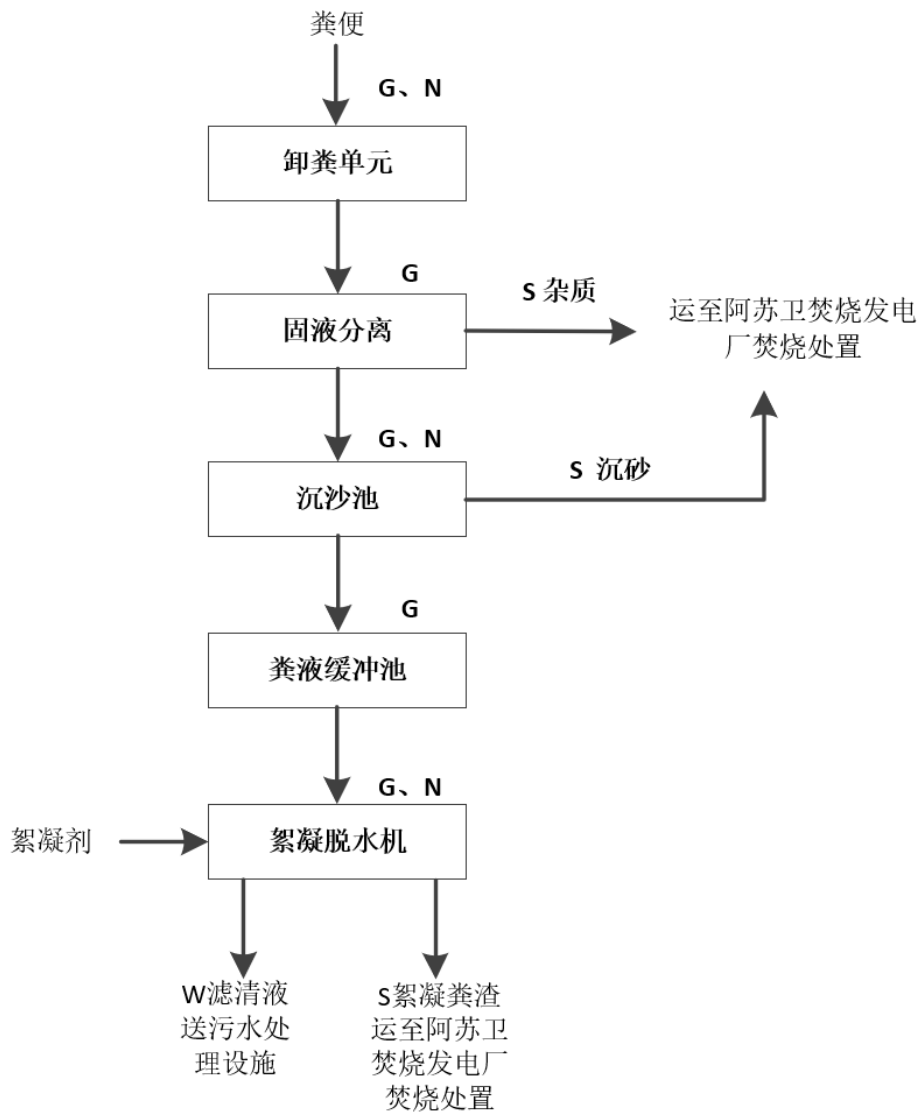 粪便
G、N
卸粪单元
G
S 杂质
固液分离
运至阿苏卫焚烧发电
厂焚烧处置
G、N
S 沉砂
沉沙池
G
粪液缓冲池
G、N
絮凝剂
絮凝脱水机
W滤清液
送污水处
理设施
S絮凝粪渣
运至阿苏卫
焚烧发电厂
焚烧处置